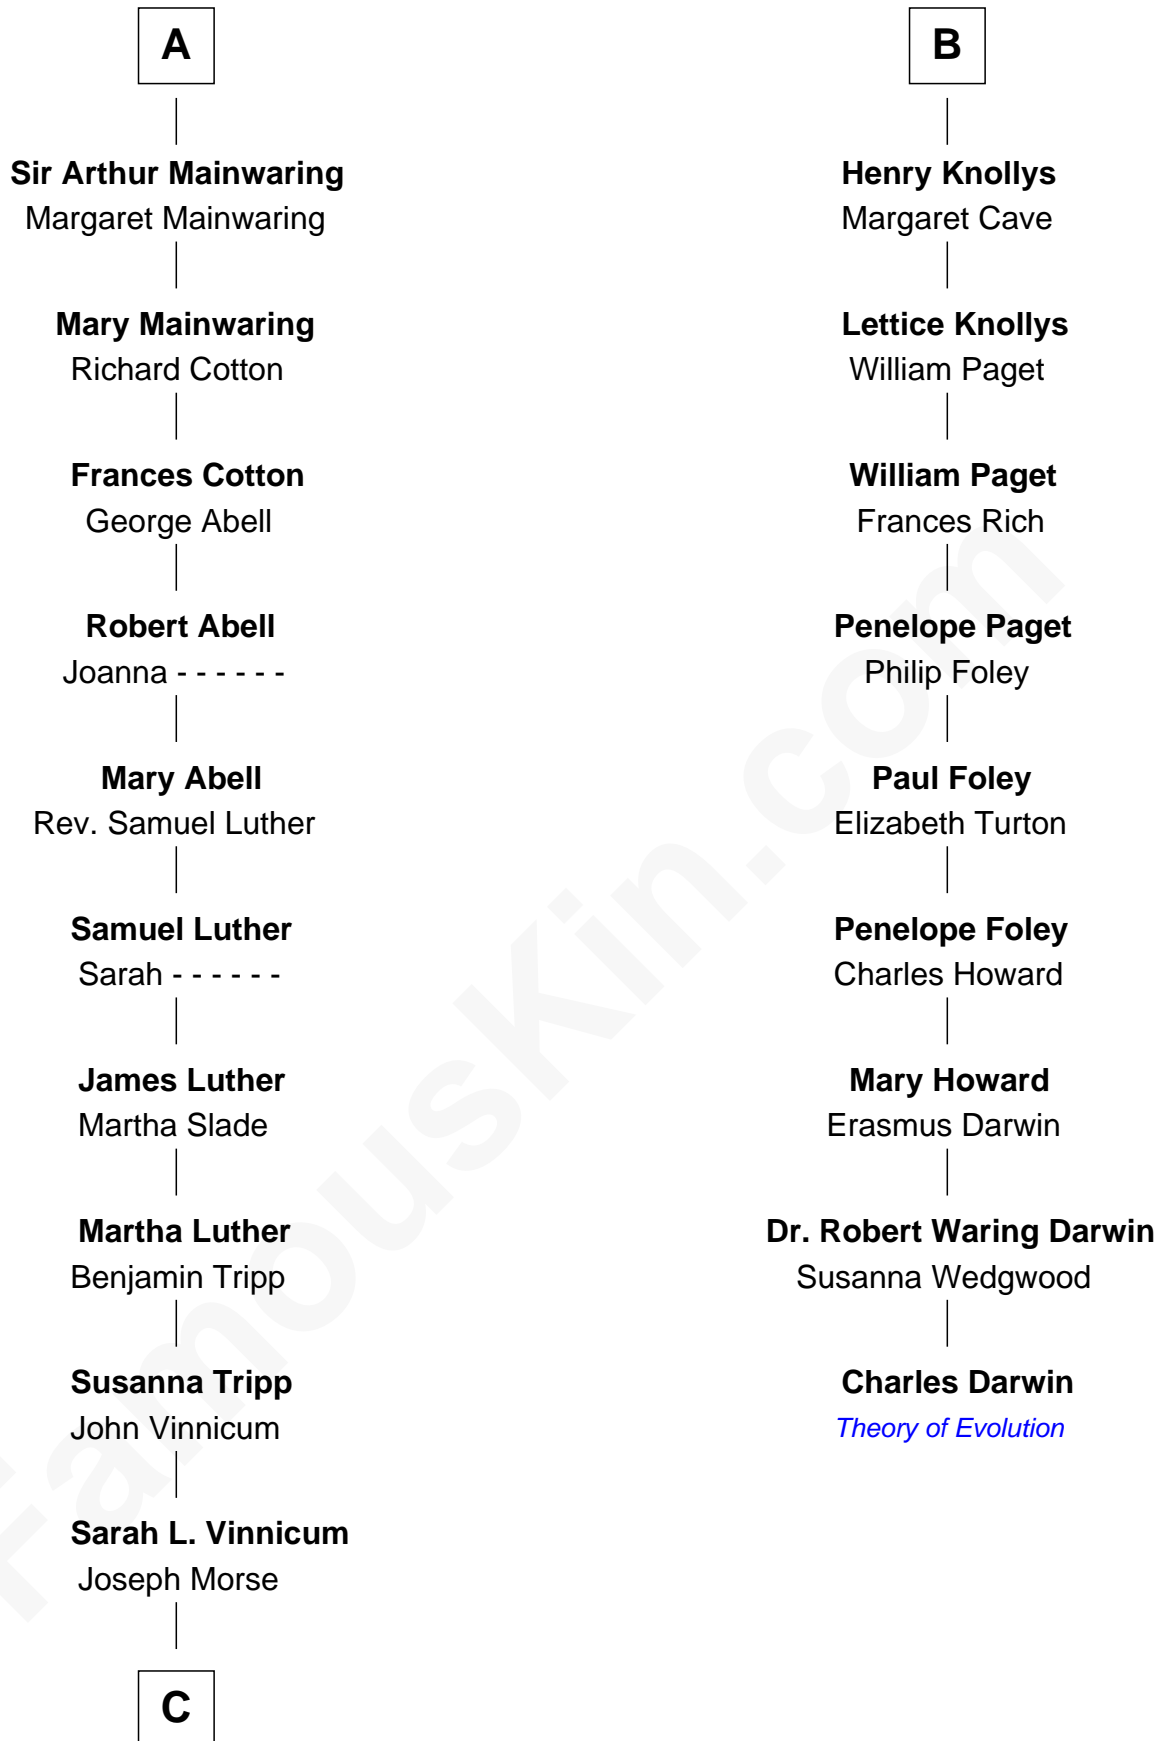 A
Sir Arthur Mainwaring
Margaret Mainwaring
Mary Mainwaring
Richard Cotton
Frances Cotton
George Abell
Robert Abell
Joanna - - - - - -
Mary Abell
Rev. Samuel Luther
Samuel Luther
Sarah - - - - - -
James Luther
Martha Slade
Martha Luther
Benjamin Tripp
Susanna Tripp
John Vinnicum
Sarah L. Vinnicum
Joseph Morse
C
B
Henry Knollys
Margaret Cave
Lettice Knollys
William Paget
William Paget
Frances Rich
Penelope Paget
Philip Foley
Paul Foley
Elizabeth Turton
Penelope Foley
Charles Howard
Mary Howard
Erasmus Darwin
Dr. Robert Waring Darwin
Susanna Wedgwood
Charles Darwin
Theory of Evolution
FamousKin.com